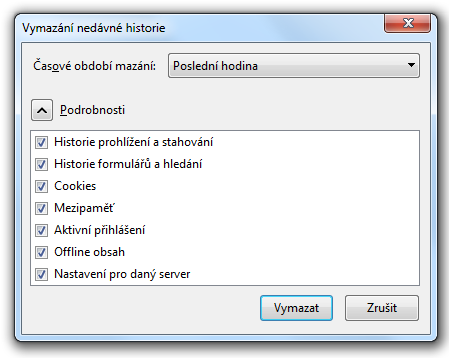 Vymazání nedávné historie
Časové období mazání: Poslední hodina
Podrobnosti
Historie prohlížení a stahování
Historie formulářů a hledání
Cookies
Mezipaměť
Aktivní přihlášení
Offline obsah
Nastavení pro daný server
Vymazat Zrušit